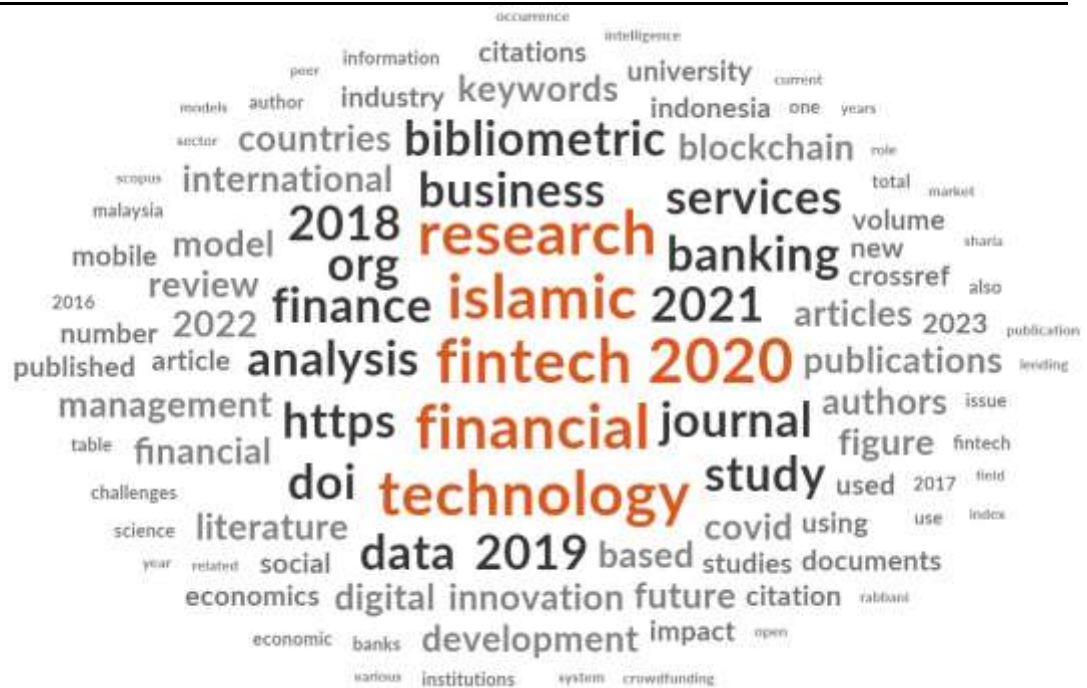 occurrence
citations intelligence
peer information university current
models author industry keywords indonesia one years
sector countries bibliometric blockchain role
scopus international business services total market
malaysia 2018 research banking volume
mobile model org new sharia
review crossref also
2016 finance islamic 2021 articles 2023 publication
number 2022
published article analysis fintech 2020 publications lending
management https financial journal authors issue
table financial figure fintech
challenges doi technology study used 2017 field
science literature covid using use index
year related social data 2019 based studies documents
economics digital innovation future citation rabbani
economic banks development impact open
various institutions system crowdfunding